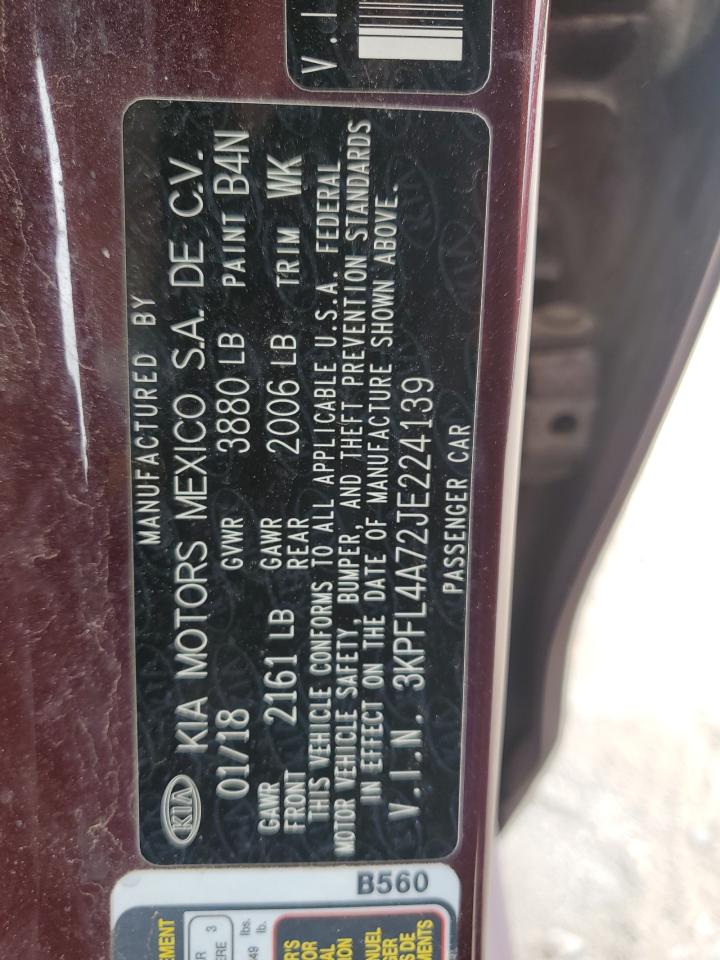 V.I
MANUFACTURED BY
KIA KIA MOTORS MEXICO S.A. DE C.V.
01/18 GVWR 3880 LB PAINT B4N
GAWR FRONT 2161 LB GAWR REAR 2006 LB TRIM WK
THIS VEHICLE CONFORMS TO ALL APPLICABLE U.S.A. FEDERAL
MOTOR VEHICLE SAFETY, BUMPER, AND THEFT PREVENTION STANDARDS
IN EFFECT ON THE DATE OF MANUFACTURE SHOWN ABOVE.
V.I.N. 3KPFL4A72JE224139
PASSENGER CAR
B560